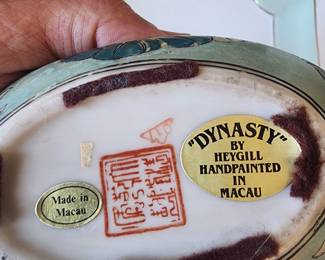 "DYNASTY"
BY
HEYGILL
HANDPAINTED
IN
MACAU
Made in
Macau